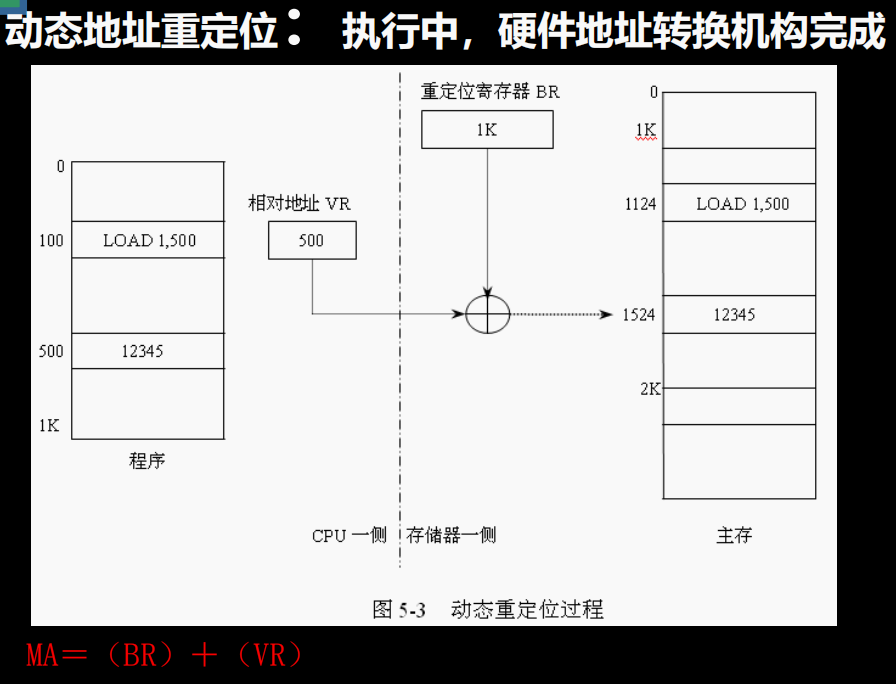 动态地址重定位： 执行中，硬件地址转换机构完成
重定位寄存器 BR
1K
0
1K
0
相对地址 VR
1124 LOAD 1,500
100 LOAD 1,500
500
1524 12345
500 12345
2K
1K
程序
CPU 一侧 存储器一侧
主存
图 5-3 动态重定位过程
MA＝（BR）＋（VR）